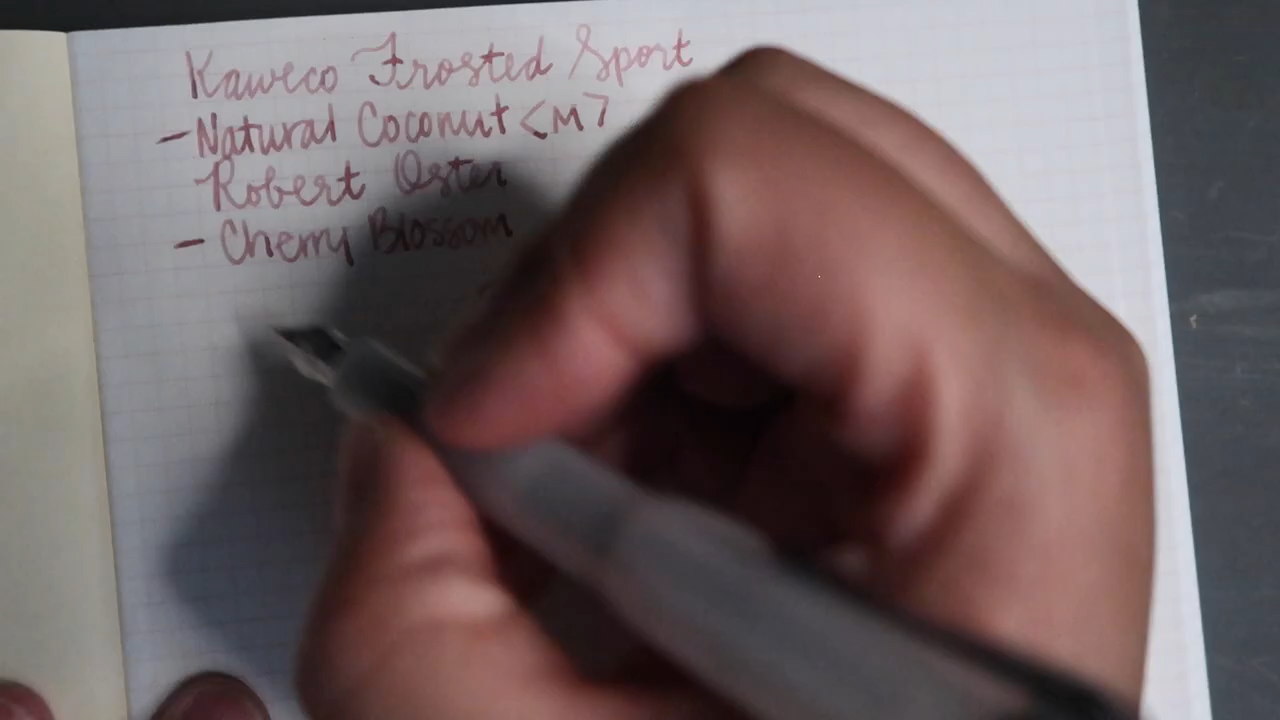 Kaweco Frosted Sport
- Natural Coconut <M>
Robert Oster
- Cherry Blossom